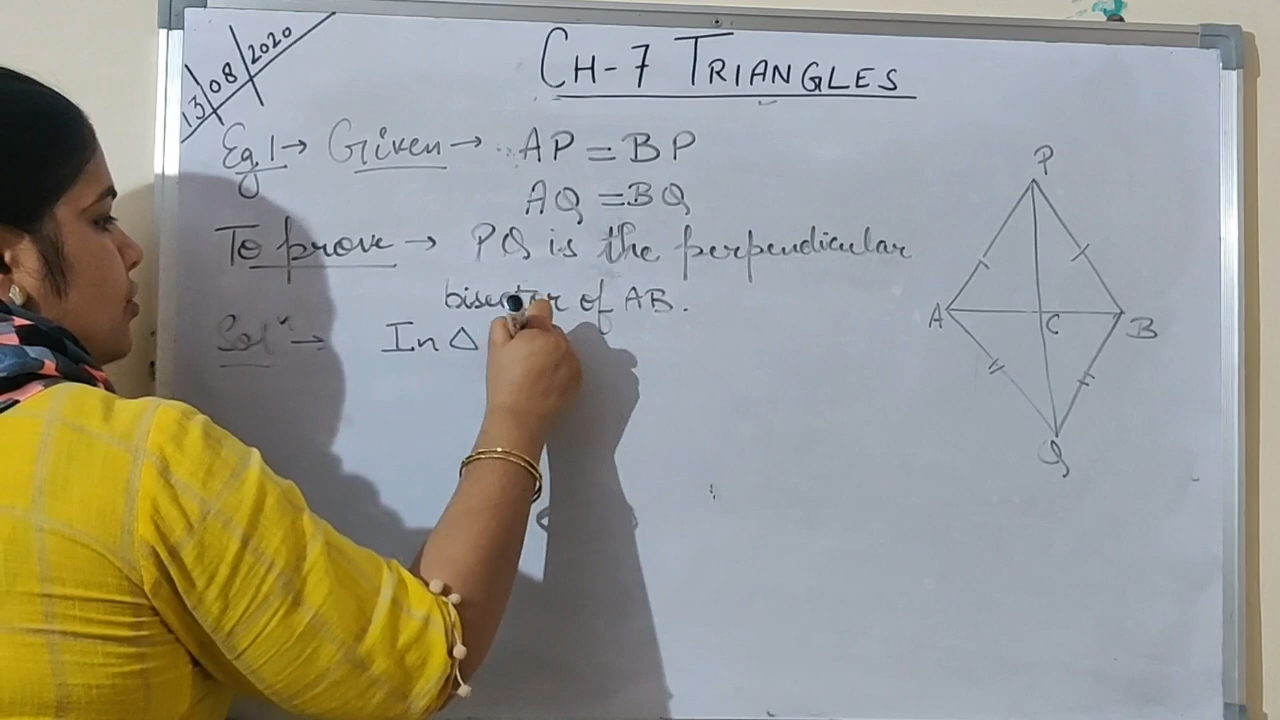 13/08/2020
CH-7 TRIANGLES
Eg 1→ Given → AP = BP
AQ = BQ
To prove → PQ is the perpendicular
bisector of AB.
Solⁿ → In △
P
A
C
B
Q